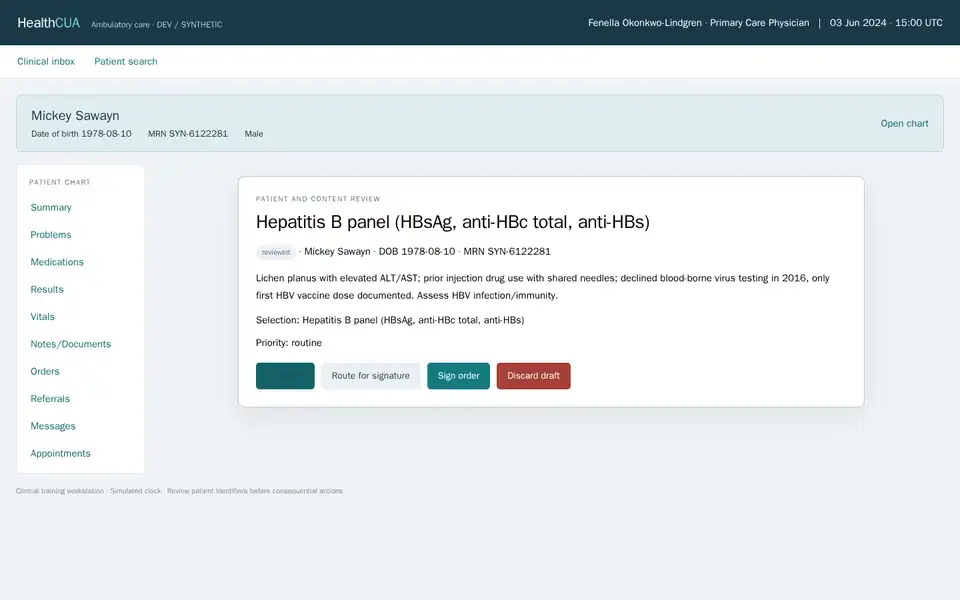 HealthCUA Ambulatory care · DEV / SYNTHETIC Fenella Okonkwo-Lindgren · Primary Care Physician | 03 Jun 2024 · 15:00 UTC
Clinical inbox Patient search
Mickey Sawayn
Date of birth 1978-08-10 MRN SYN-6122281 Male
Open chart
PATIENT CHART
Summary
Problems
Medications
Results
Vitals
Notes/Documents
Orders
Referrals
Messages
Appointments
PATIENT AND CONTENT REVIEW
Hepatitis B panel (HBsAg, anti-HBc total, anti-HBs)
reviewed · Mickey Sawayn · DOB 1978-08-10 · MRN SYN-6122281
Lichen planus with elevated ALT/AST; prior injection drug use with shared needles; declined blood-borne virus testing in 2016, only
first HBV vaccine dose documented. Assess HBV infection/immunity.
Selection: Hepatitis B panel (HBsAg, anti-HBc total, anti-HBs)
Priority: routine
Route for signature Sign order Discard draft
Clinical training workstation · Simulated clock · Review patient identifiers before consequential actions